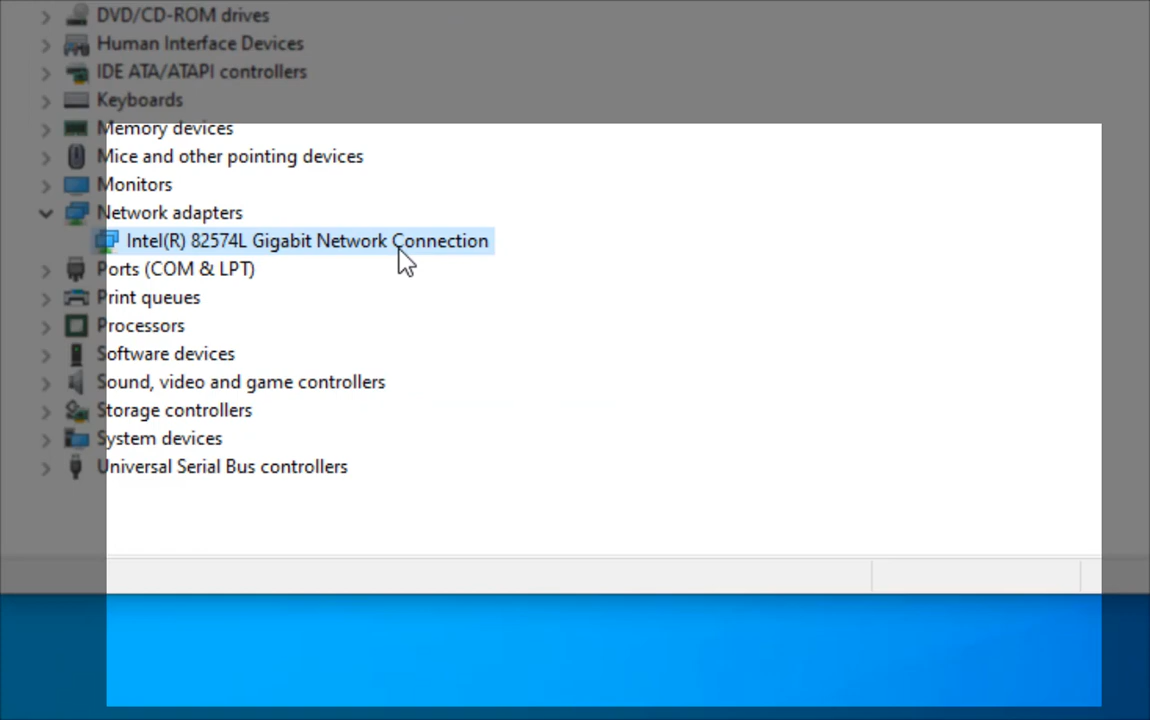 DVD/CD-ROM drives
Human Interface Devices
IDE ATA/ATAPI controllers
Keyboards
Memory devices
Mice and other pointing devices
Monitors
Network adapters
Intel(R) 82574L Gigabit Network Connection
Ports (COM & LPT)
Print queues
Processors
Software devices
Sound, video and game controllers
Storage controllers
System devices
Universal Serial Bus controllers